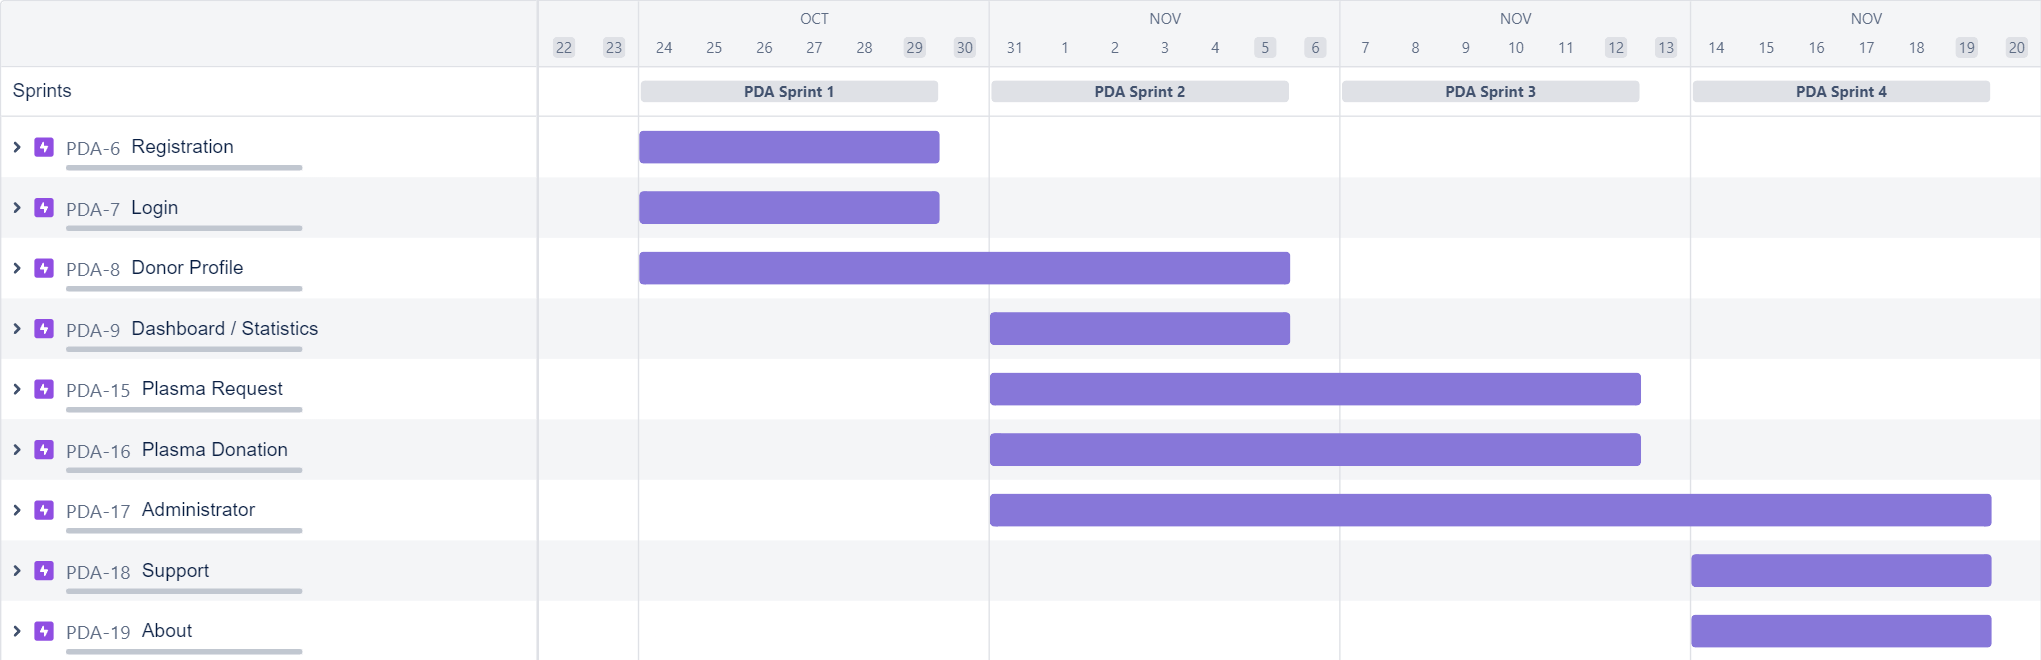 OCT NOV NOV NOV
22 23 24 25 26 27 28 29 30 31 1 2 3 4 5 6 7 8 9 10 11 12 13 14 15 16 17 18 19 20
Sprints PDA Sprint 1 PDA Sprint 2 PDA Sprint 3 PDA Sprint 4
PDA-6 Registration
PDA-7 Login
PDA-8 Donor Profile
PDA-9 Dashboard / Statistics
PDA-15 Plasma Request
PDA-16 Plasma Donation
PDA-17 Administrator
PDA-18 Support
PDA-19 About